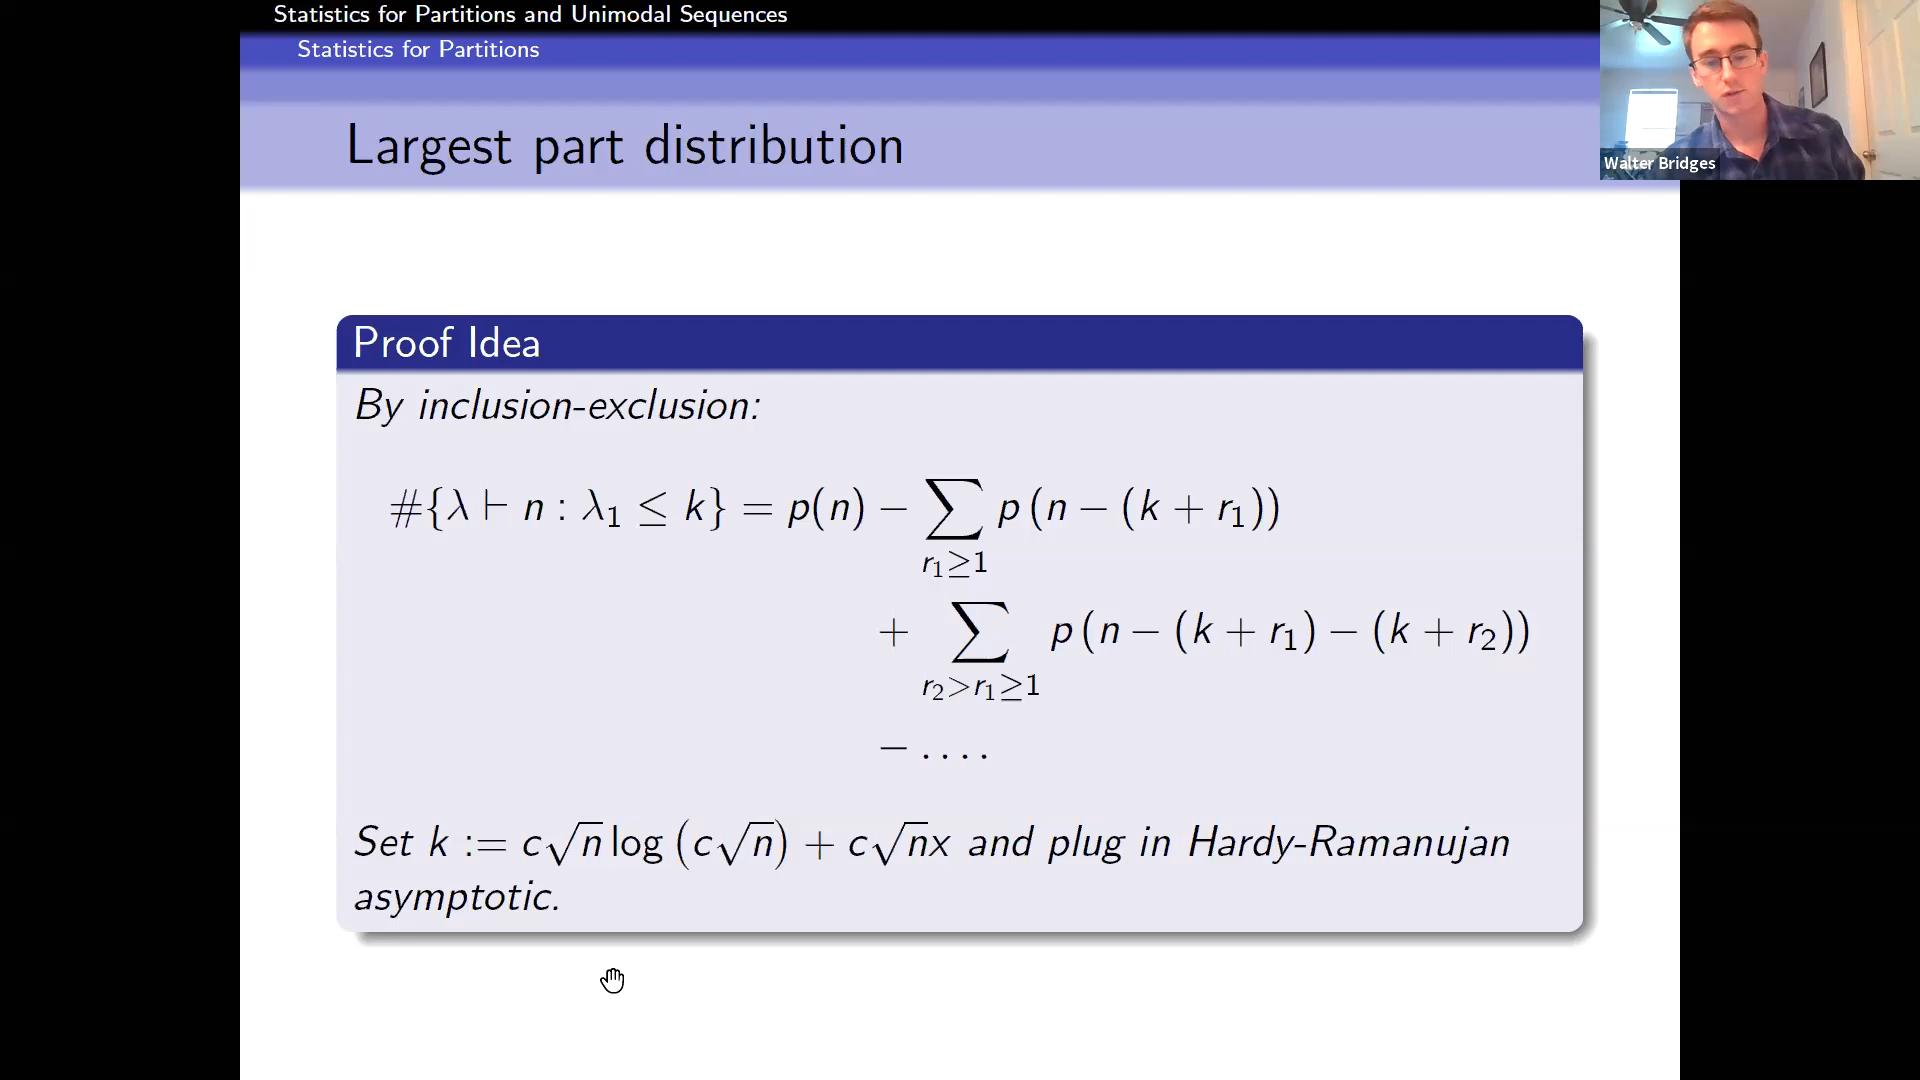 Statistics for Partitions and Unimodal Sequences
Statistics for Partitions
Largest part distribution
Walter Bridges
Proof Idea
By inclusion-exclusion:
#{λ ⊢ n : λ₁ ≤ k} = p(n) − ∑ p (n − (k + r₁))
r₁≥1
+ ∑ p (n − (k + r₁) − (k + r₂))
r₂>r₁≥1
− . . . .
Set k := c√n log (c√n) + c√nx and plug in Hardy-Ramanujan
asymptotic.